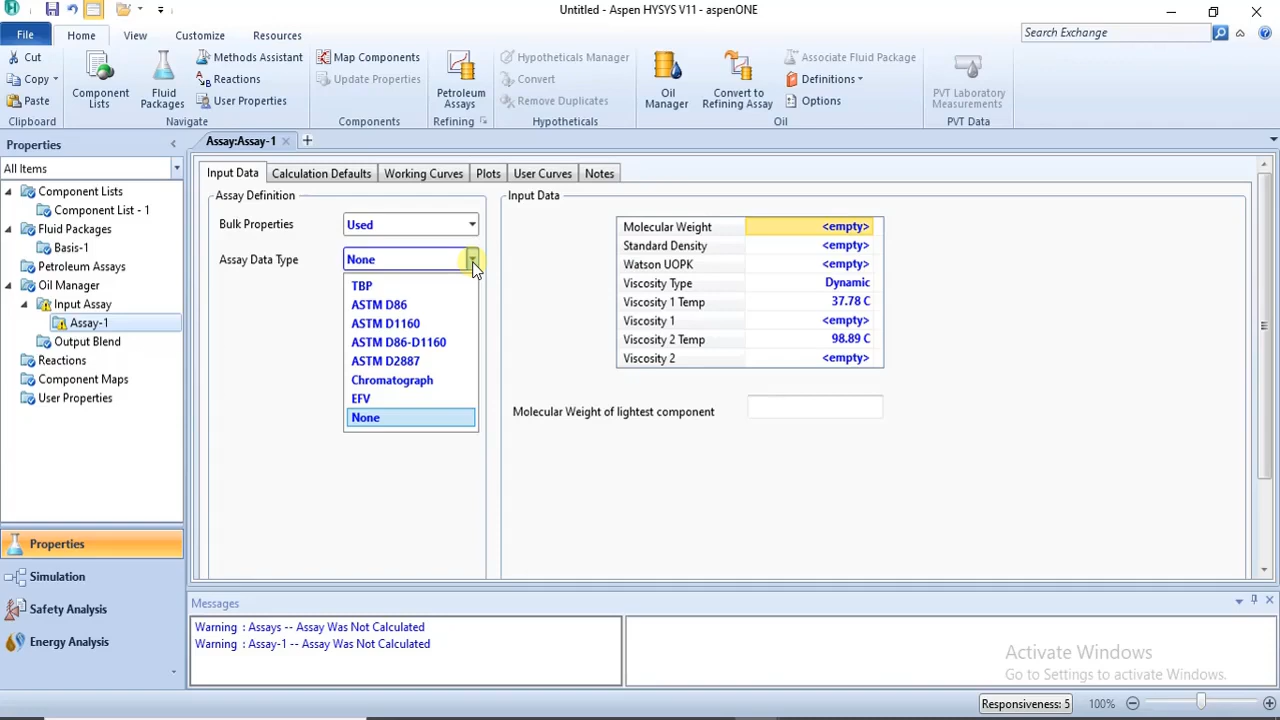 Untitled - Aspen HYSYS V11 - aspenONE
File
Home
View
Customize
Resources
Search Exchange
Cut
Copy
Paste
Clipboard
Component Lists
Fluid Packages
Methods Assistant
Reactions
User Properties
Navigate
Map Components
Update Properties
Components
Petroleum Assays
Refining
Hypotheticals Manager
Convert
Remove Duplicates
Hypotheticals
Oil Manager
Convert to Refining Assay
Associate Fluid Package
Definitions
Options
Oil
PVT Laboratory Measurements
PVT Data
Properties
All Items
Component Lists
Component List - 1
Fluid Packages
Basis-1
Petroleum Assays
Oil Manager
Input Assay
Assay-1
Output Blend
Reactions
Component Maps
User Properties
Properties
Simulation
Safety Analysis
Energy Analysis
Assay:Assay-1
Input Data
Calculation Defaults
Working Curves
Plots
User Curves
Notes
Assay Definition
Bulk Properties
Used
Assay Data Type
None
TBP
ASTM D86
ASTM D1160
ASTM D86-D1160
ASTM D2887
Chromatograph
EFV
None
Input Data
Molecular Weight <empty>
Standard Density <empty>
Watson UOPK <empty>
Viscosity Type Dynamic
Viscosity 1 Temp 37.78 C
Viscosity 1 <empty>
Viscosity 2 Temp 98.89 C
Viscosity 2 <empty>
Molecular Weight of lightest component
Messages
Warning : Assays -- Assay Was Not Calculated
Warning : Assay-1 -- Assay Was Not Calculated
Activate Windows
Go to Settings to activate Windows.
Responsiveness: 5
100%